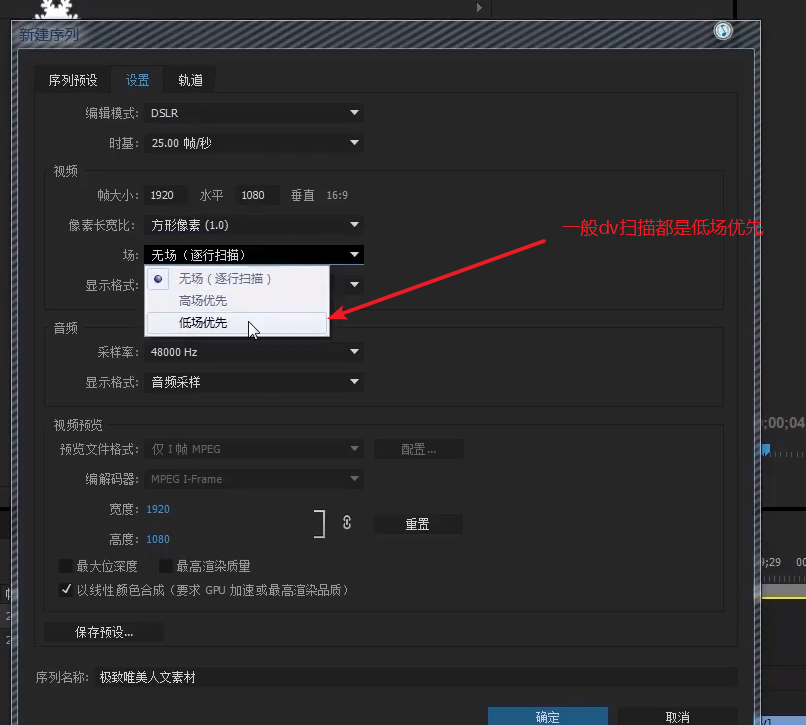 新建序列
序列预设 设置 轨道
编辑模式: DSLR
时基: 25.00 帧/秒
视频
帧大小: 1920 水平 1080 垂直 16:9
像素长宽比: 方形像素 (1.0)
一般dv扫描都是低场优先
场: 无场（逐行扫描）
无场（逐行扫描）
显示格式:
高场优先
低场优先
音频
采样率: 48000 Hz
显示格式: 音频采样
视频预览
;00;04
预览文件格式: 仅 I 帧 MPEG 配置...
编解码器: MPEG I-Frame
宽度: 1920
重置
高度: 1080
最大位深度 最高渲染质量
;29 00
以线性颜色合成（要求 GPU 加速或最高渲染品质）
保存预设...
序列名称: 极致唯美人文素材
确定 取消